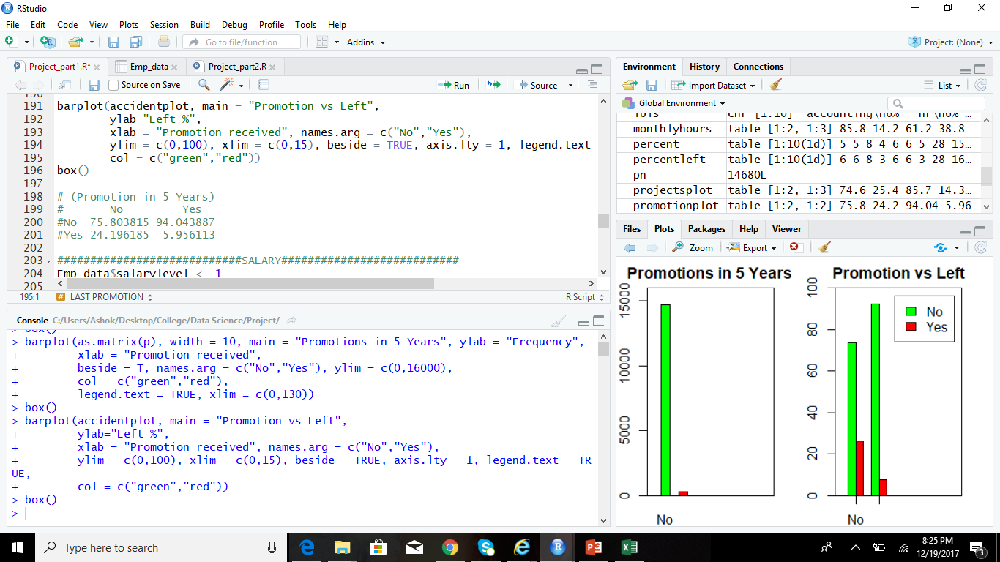 RStudio
File Edit Code View Plots Session Build Debug Profile Tools Help
Go to file/function Addins Project: (None)
Project_part1.R* Emp_data Project_part2.R
Source on Save Run Source
190
191 barplot(accidentplot, main = "Promotion vs Left",
192 ylab="Left %",
193 xlab = "Promotion received", names.arg = c("No","Yes"),
194 ylim = c(0,100), xlim = c(0,15), beside = TRUE, axis.lty = 1, legend.text
195 col = c("green","red"))
196 box()
197
198 # (Promotion in 5 Years)
199 # No Yes
200 #No 75.803815 94.043887
201 #Yes 24.196185 5.956113
202
203 ############################SALARY###########################
204 Emp_data$salarylevel <- 1
205
195:1 LAST PROMOTION R Script
Console C:/Users/Ashok/Desktop/College/Data Science/Project/
> box()
> barplot(as.matrix(p), width = 10, main = "Promotions in 5 Years", ylab = "Frequency",
+ xlab = "Promotion received",
+ beside = T, names.arg = c("No","Yes"), ylim = c(0,16000),
+ col = c("green","red"),
+ legend.text = TRUE, xlim = c(0,130))
> box()
> barplot(accidentplot, main = "Promotion vs Left",
+ ylab="Left %",
+ xlab = "Promotion received", names.arg = c("No","Yes"),
+ ylim = c(0,100), xlim = c(0,15), beside = TRUE, axis.lty = 1, legend.text = TR
UE,
+ col = c("green","red"))
> box()
>
Environment History Connections
Import Dataset List
Global Environment
monthlyhours… table [1:2, 1:3] 85.8 14.2 61.2 38.8…
percent table [1:10(1d)] 5 5 8 4 6 6 5 28 15…
percentleft table [1:10(1d)] 6 6 8 3 6 6 3 28 16…
pn 14680L
projectsplot table [1:2, 1:3] 74.6 25.4 85.7 14.3…
promotionplot table [1:2, 1:2] 75.8 24.2 94.04 5.96
Files Plots Packages Help Viewer
Zoom Export
Promotions in 5 Years
15000
10000
5000
0
No
Promotion vs Left
100
80
60
40
20
0
No
Yes
No
Type here to search
8:25 PM
12/19/2017
3